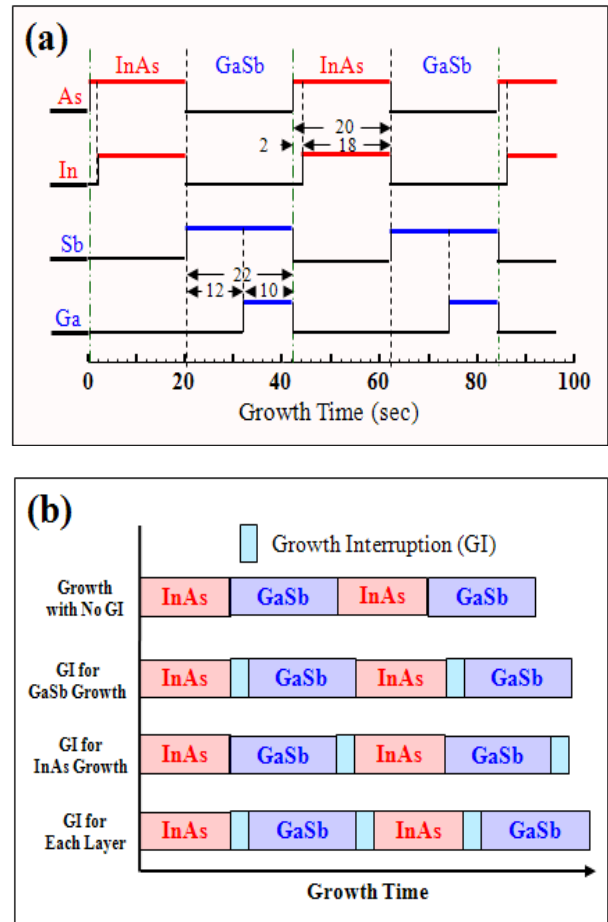 (a)
InAs GaSb InAs GaSb
As
20
2 18
In
Sb
22
12 10
Ga
0 20 40 60 80 100
Growth Time (sec)
(b)
Growth Interruption (GI)
Growth
with No GI
InAs GaSb InAs GaSb
GI for
GaSb Growth
InAs GaSb InAs GaSb
GI for
InAs Growth
InAs GaSb InAs GaSb
GI for
Each Layer
InAs GaSb InAs GaSb
Growth Time